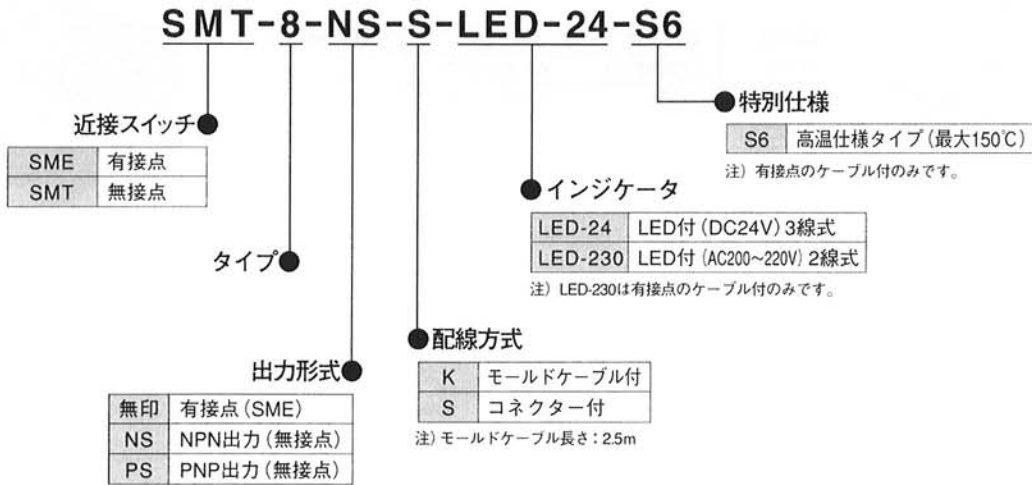 SMT-8-NS-S-LED-24-S6
近接スイッチ
SME 有接点
SMT 無接点
タイプ
出力形式
無印 有接点(SME)
NS NPN出力(無接点)
PS PNP出力(無接点)
配線方式
K モールドケーブル付
S コネクター付
注)モールドケーブル長さ:2.5m
インジケータ
LED-24 LED付(DC24V)3線式
LED-230 LED付(AC200~220V)2線式
注)LED-230は有接点のケーブル付のみです。
特別仕様
S6 高温仕様タイプ(最大150℃)
注)有接点のケーブル付のみです。